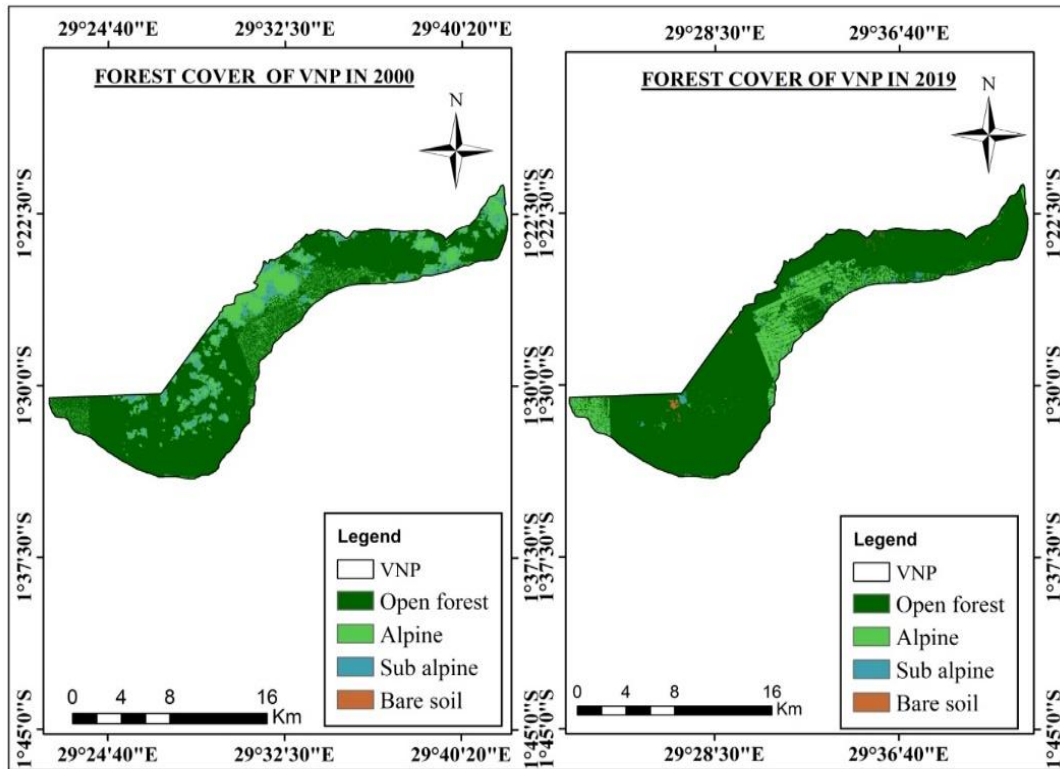 29°24'40"E 29°32'30"E 29°40'20"E
FOREST COVER OF VNP IN 2000
N
1°22'30"S
1°30'0"S
1°37'30"S
1°45'0"S
1°22'30"S
1°30'0"S
1°37'30"S
1°45'0"S
Legend
VNP
Open forest
Alpine
Sub alpine
Bare soil
0 4 8 16
Km
29°24'40"E 29°32'30"E 29°40'20"E
29°28'30"E 29°36'40"E
FOREST COVER OF VNP IN 2019
N
1°22'30"S
1°30'0"S
1°37'30"S
1°45'0"S
1°22'30"S
1°30'0"S
1°37'30"S
1°45'0"S
Legend
VNP
Open forest
Alpine
Sub alpine
Bare soil
0 4 8 16
Km
29°28'30"E 29°36'40"E